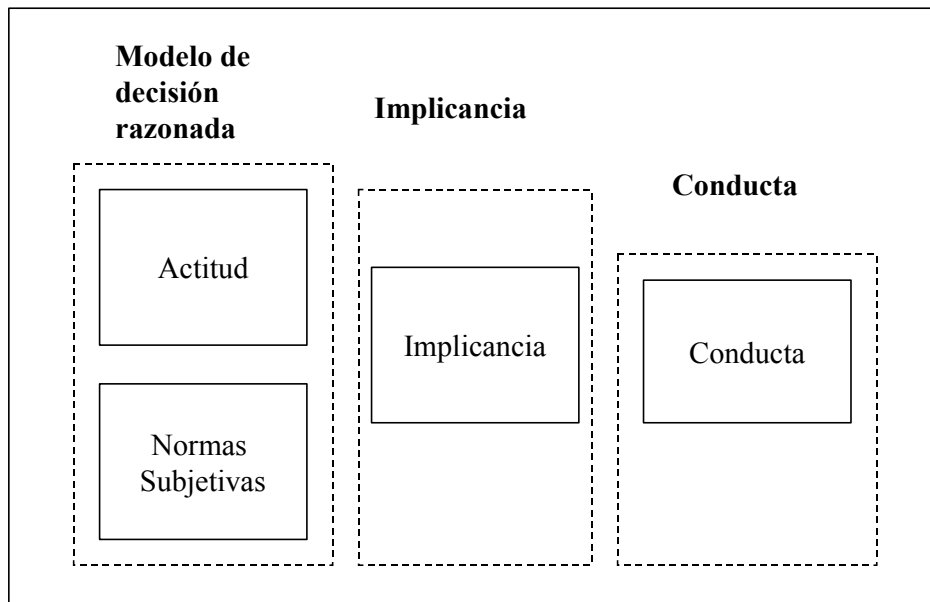 Modelo de
decisión
razonada
Implicancia
Conducta
Actitud
Normas
Subjetivas
Implicancia
Conducta